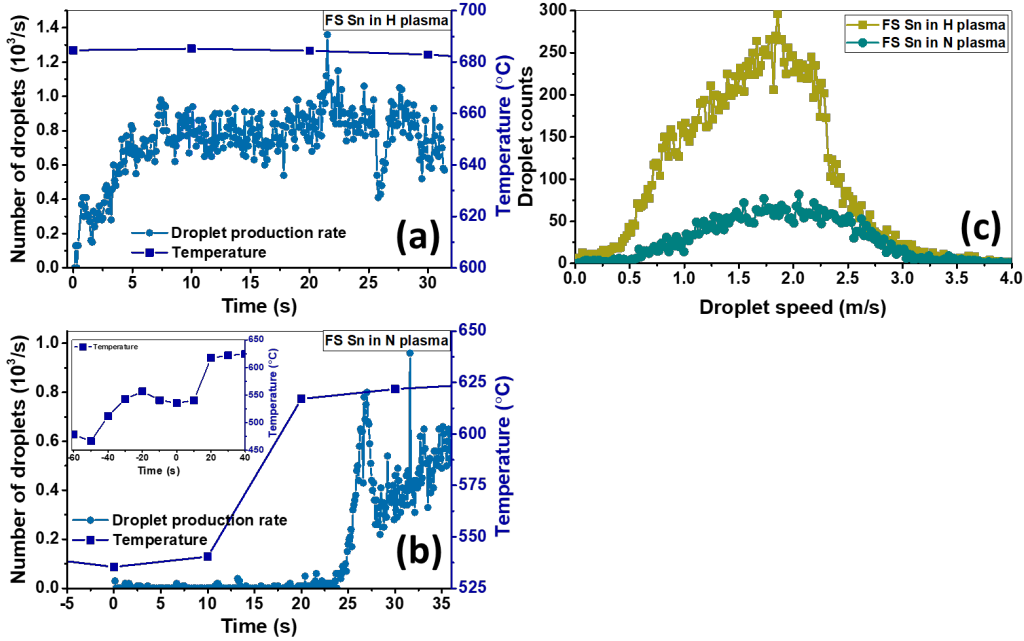 FS Sn in H plasma
Number of droplets (10³/s)
1.4
1.2
1.0
0.8
0.6
0.4
0.2
0.0
700
680
660
640
620
600
Temperature (°C)
Droplet production rate
Temperature
(a)
0 5 10 15 20 25 30
Time (s)
300
250
200
150
100
50
0
Droplet counts
FS Sn in H plasma
FS Sn in N plasma
(c)
0.0 0.5 1.0 1.5 2.0 2.5 3.0 3.5 4.0
Droplet speed (m/s)
FS Sn in N plasma
Number of droplets (10³/s)
1.0
0.8
0.6
0.4
0.2
0.0
650
625
600
575
550
525
Temperature (°C)
Temperature
650
600
550
500
450
Temperature (°C)
-60 -40 -20 0 20 40
Time (s)
Droplet production rate
Temperature
(b)
-5 0 5 10 15 20 25 30 35
Time (s)